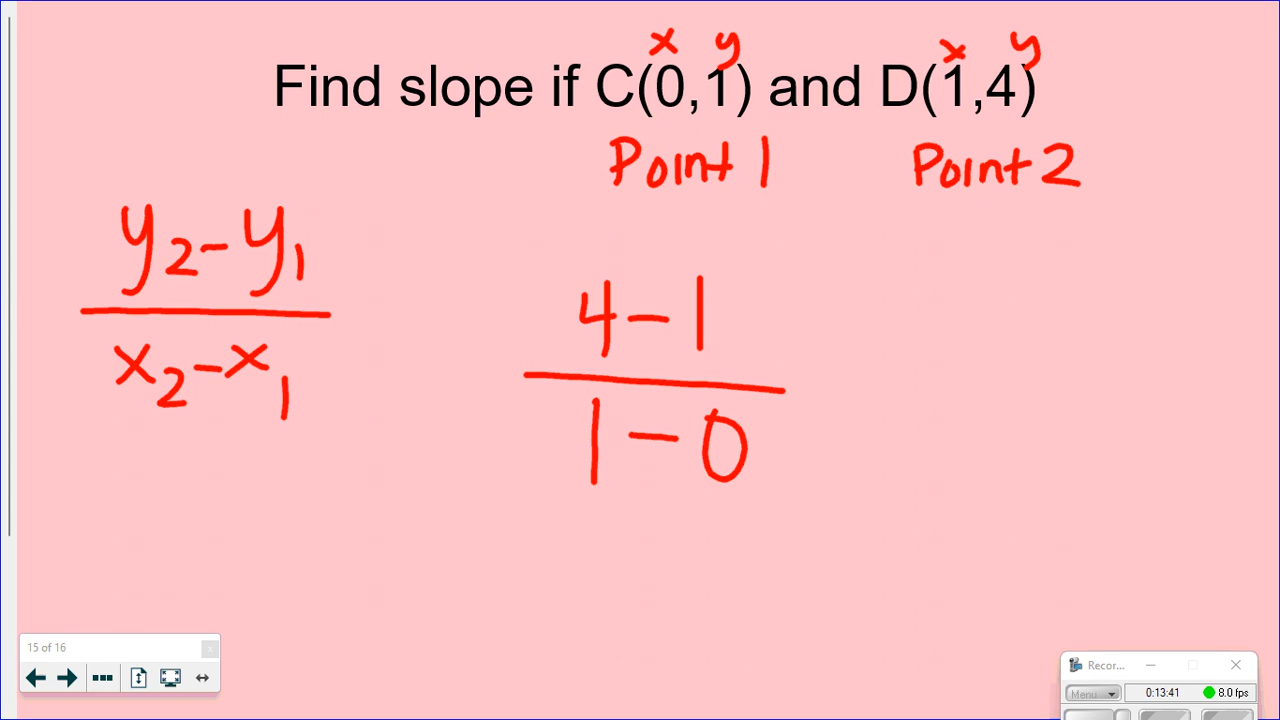 x y x y
Find slope if C(0,1) and D(1,4)
Point 1 Point 2
y2-y1
x2-x1
4-1
1-0
15 of 16
Recor...
Menu
0:13:41 8.0 fps